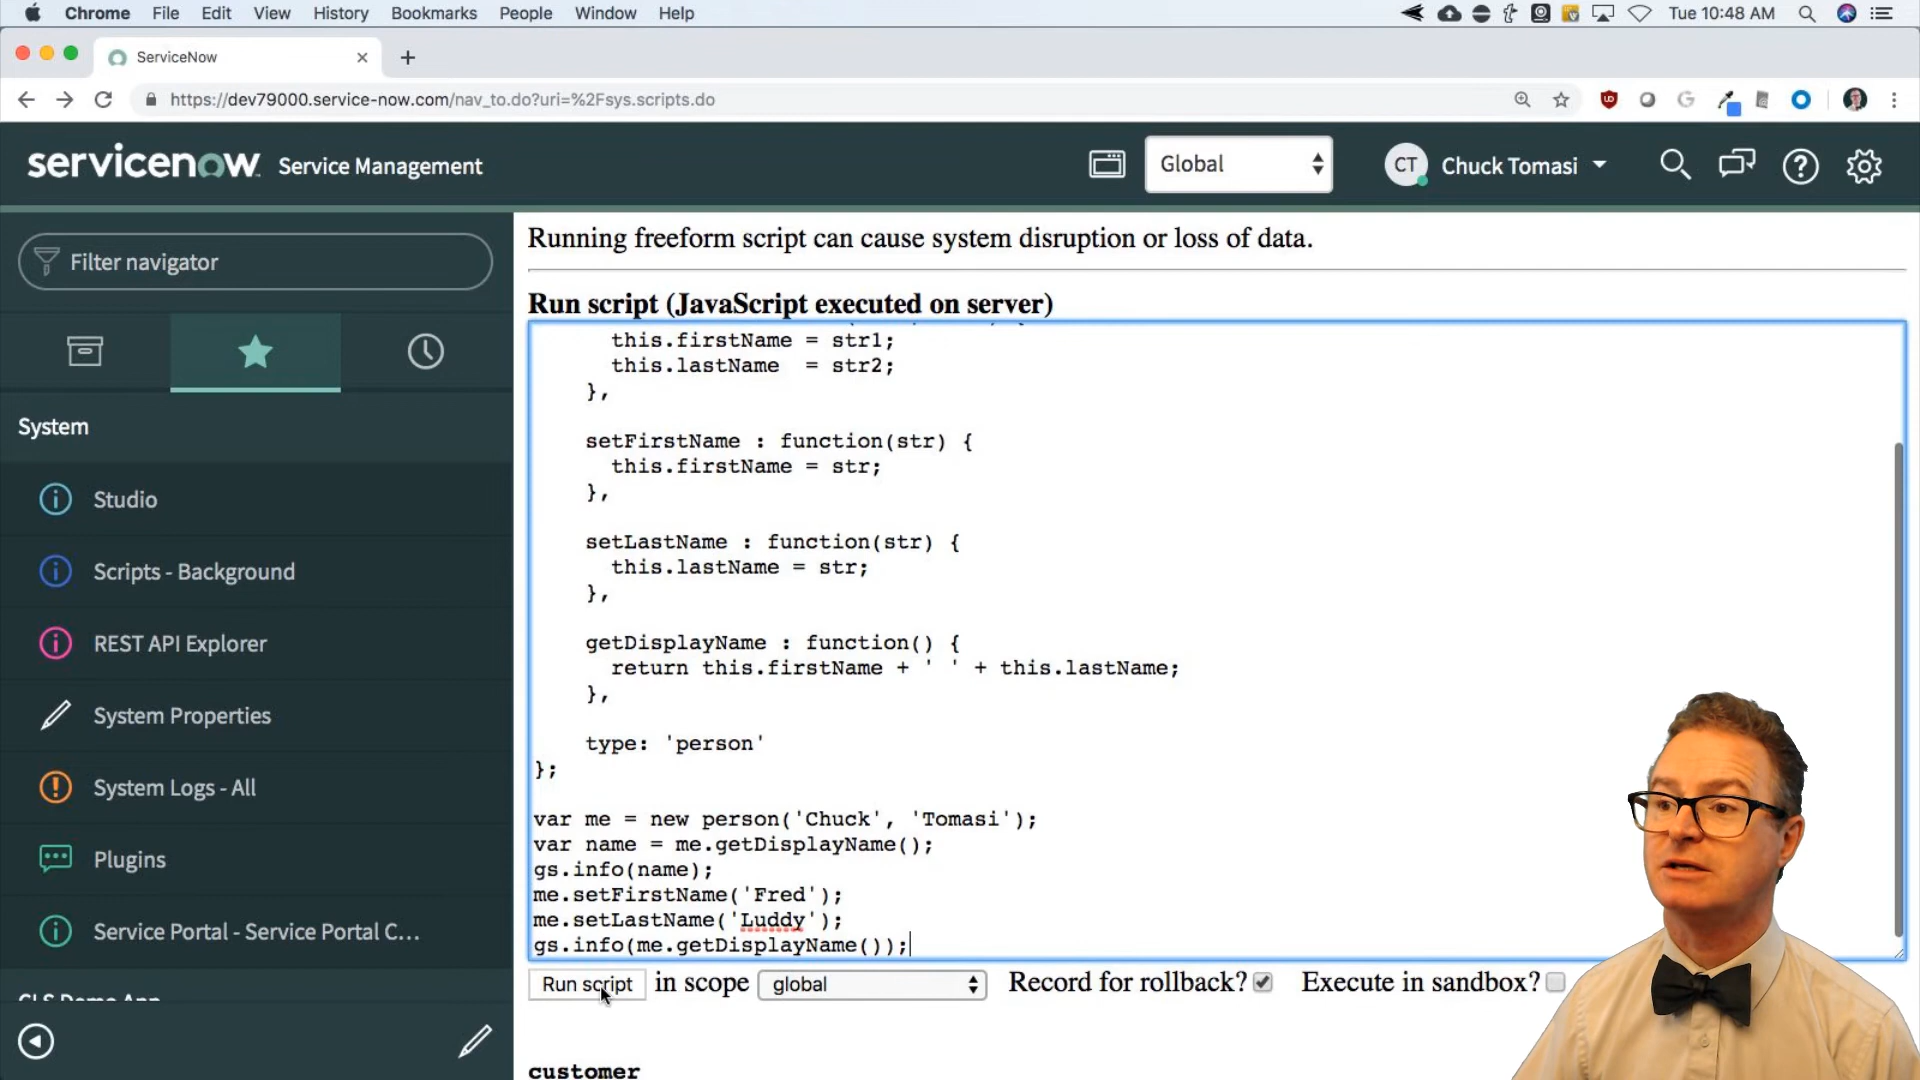 Chrome File Edit View History Bookmarks People Window Help Tue 10:48 AM
ServiceNow
https://dev79000.service-now.com/nav_to.do?uri=%2Fsys.scripts.do
servicenow Service Management Global CT Chuck Tomasi
Filter navigator
System
Studio
Scripts - Background
REST API Explorer
System Properties
System Logs - All
Plugins
Service Portal - Service Portal C...
Running freeform script can cause system disruption or loss of data.
Run script (JavaScript executed on server)
this.firstName = str1;
this.lastName  = str2;
},
setFirstName : function(str) {
this.firstName = str;
},
setLastName : function(str) {
this.lastName = str;
},
getDisplayName : function() {
return this.firstName + ' ' + this.lastName;
},
type: 'person'
};
var me = new person('Chuck', 'Tomasi');
var name = me.getDisplayName();
gs.info(name);
me.setFirstName('Fred');
me.setLastName('Luddy');
gs.info(me.getDisplayName());
Run script in scope global Record for rollback? Execute in sandbox?
customer